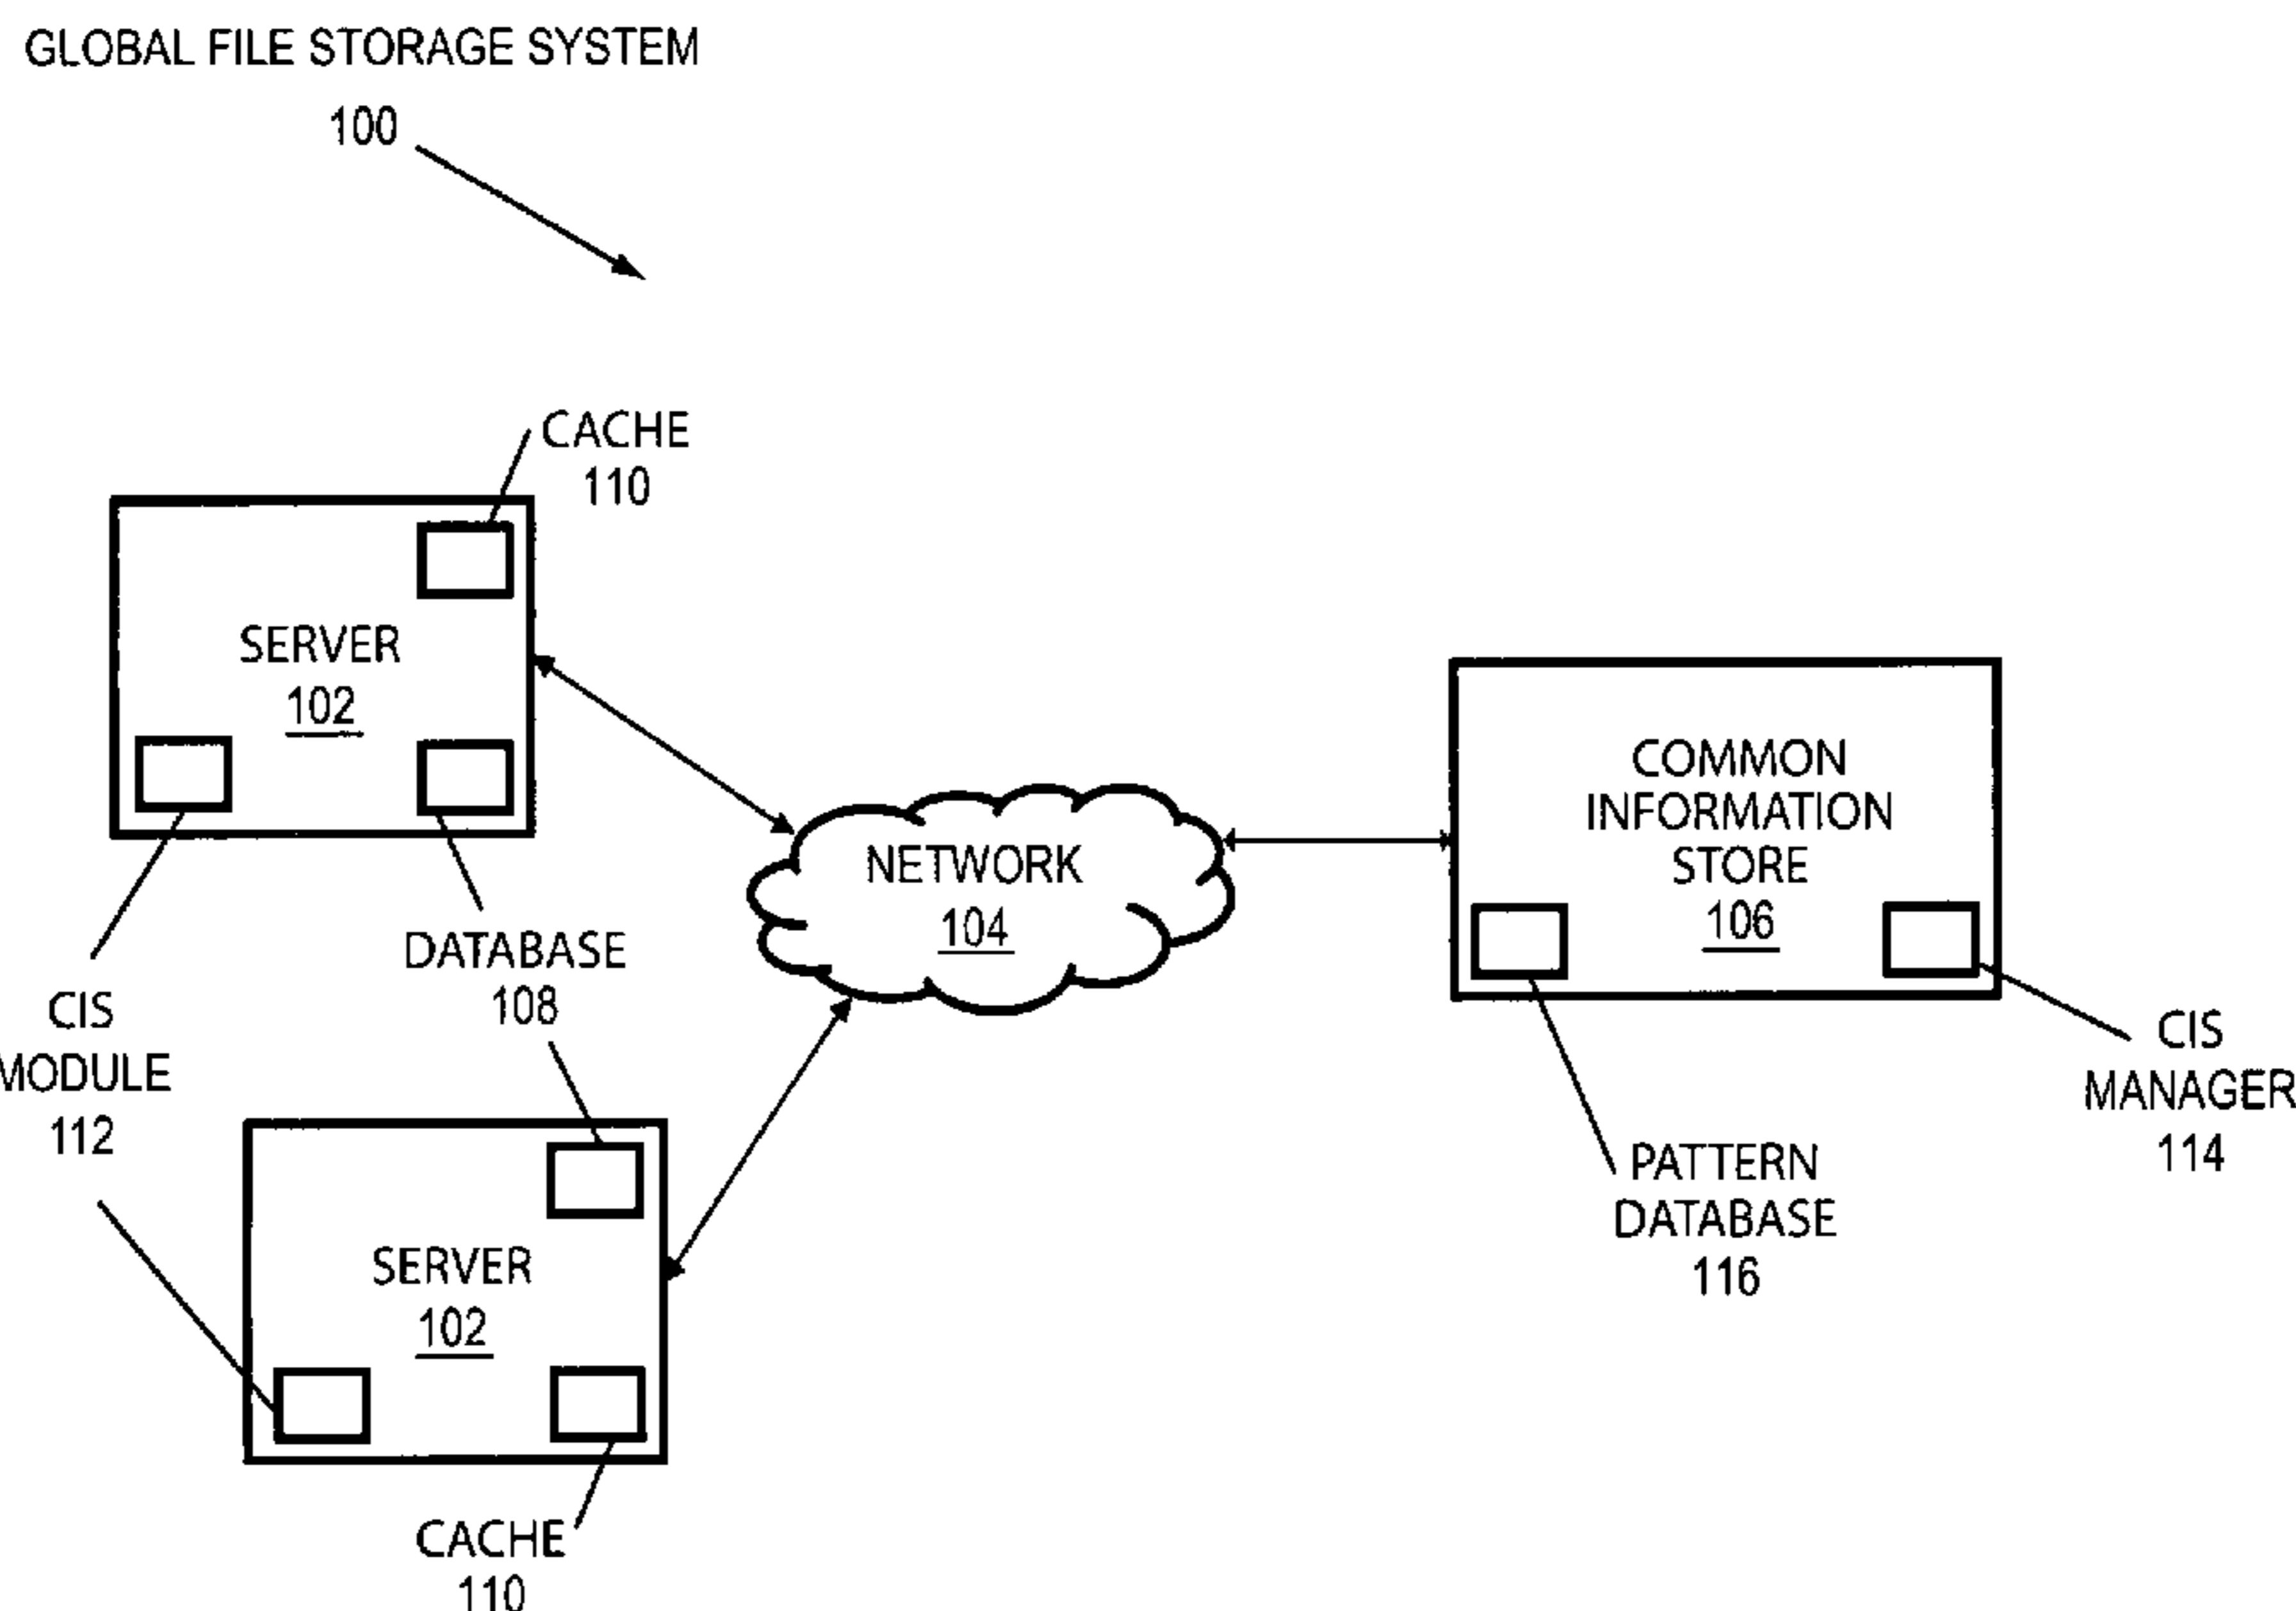 GLOBAL FILE STORAGE SYSTEM
100
CACHE
110
SERVER
102
DATABASE
108
CIS
MODULE
112
NETWORK
104
COMMON
INFORMATION
STORE
106
CIS
MANAGER
114
PATTERN
DATABASE
116
SERVER
102
CACHE
110